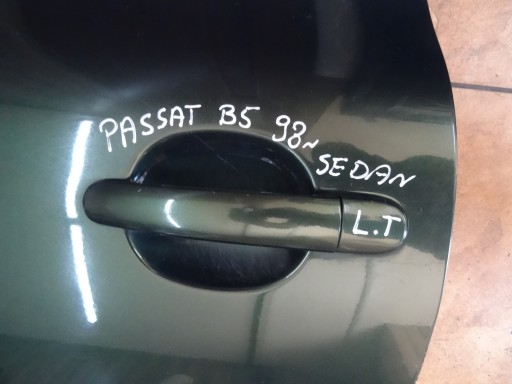 PASSAT B5 98~
SEDAN
L.T